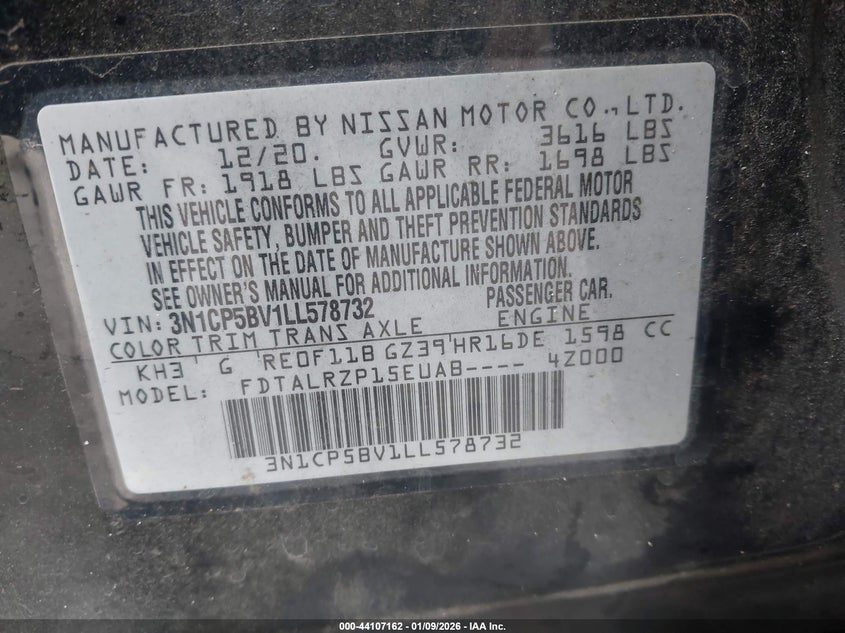 MANUFACTURED BY NISSAN MOTOR CO., LTD.
DATE: 12/20. GVWR: 3616 LBS
GAWR FR: 1918 LBS GAWR RR: 1698 LBS
THIS VEHICLE CONFORMS TO ALL APPLICABLE FEDERAL MOTOR
VEHICLE SAFETY, BUMPER AND THEFT PREVENTION STANDARDS
IN EFFECT ON THE DATE OF MANUFACTURE SHOWN ABOVE.
SEE OWNER'S MANUAL FOR ADDITIONAL INFORMATION.
VIN: 3N1CP5BV1LL578732 PASSENGER CAR.
COLOR TRIM TRANS AXLE ENGINE
KH3 G RE0F11B GZ39 HR16DE 1598 CC
MODEL: FDTALRZP15EUAB---- 4Z000
3N1CP5BV1LL578732
000-44107162 - 01/09/2026 - IAA Inc.